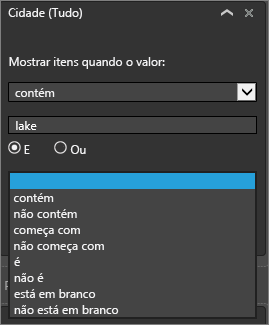 Cidade (Tudo)
Mostrar itens quando o valor:
contém
lake
E Ou
contém
não contém
começa com
não começa com
é
não é
está em branco
não está em branco